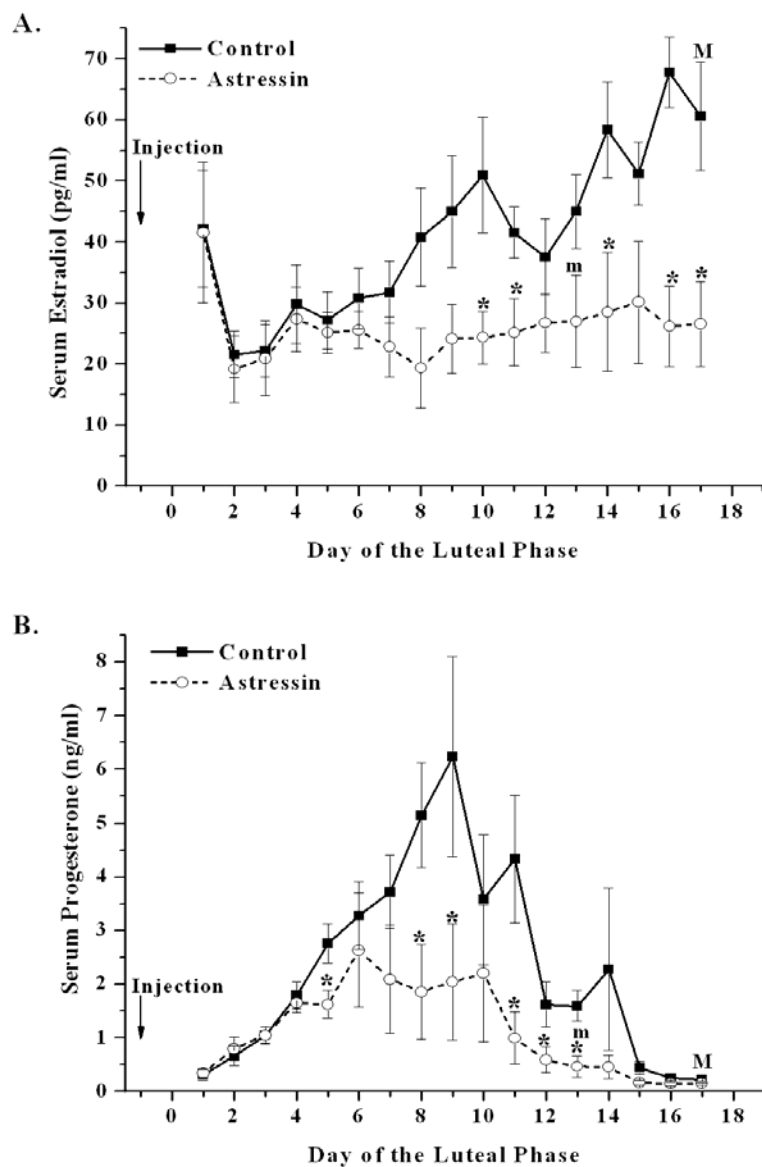 A.
Control
Astressin
Injection
M
m
*
*
*
*
*
70
60
50
40
30
20
10
0
Serum Estradiol (pg/ml)
0 2 4 6 8 10 12 14 16 18
Day of the Luteal Phase
B.
Control
Astressin
Injection
*
*
*
*
*
m
*
M
8
7
6
5
4
3
2
1
0
Serum Progesterone (ng/ml)
0 2 4 6 8 10 12 14 16 18
Day of the Luteal Phase